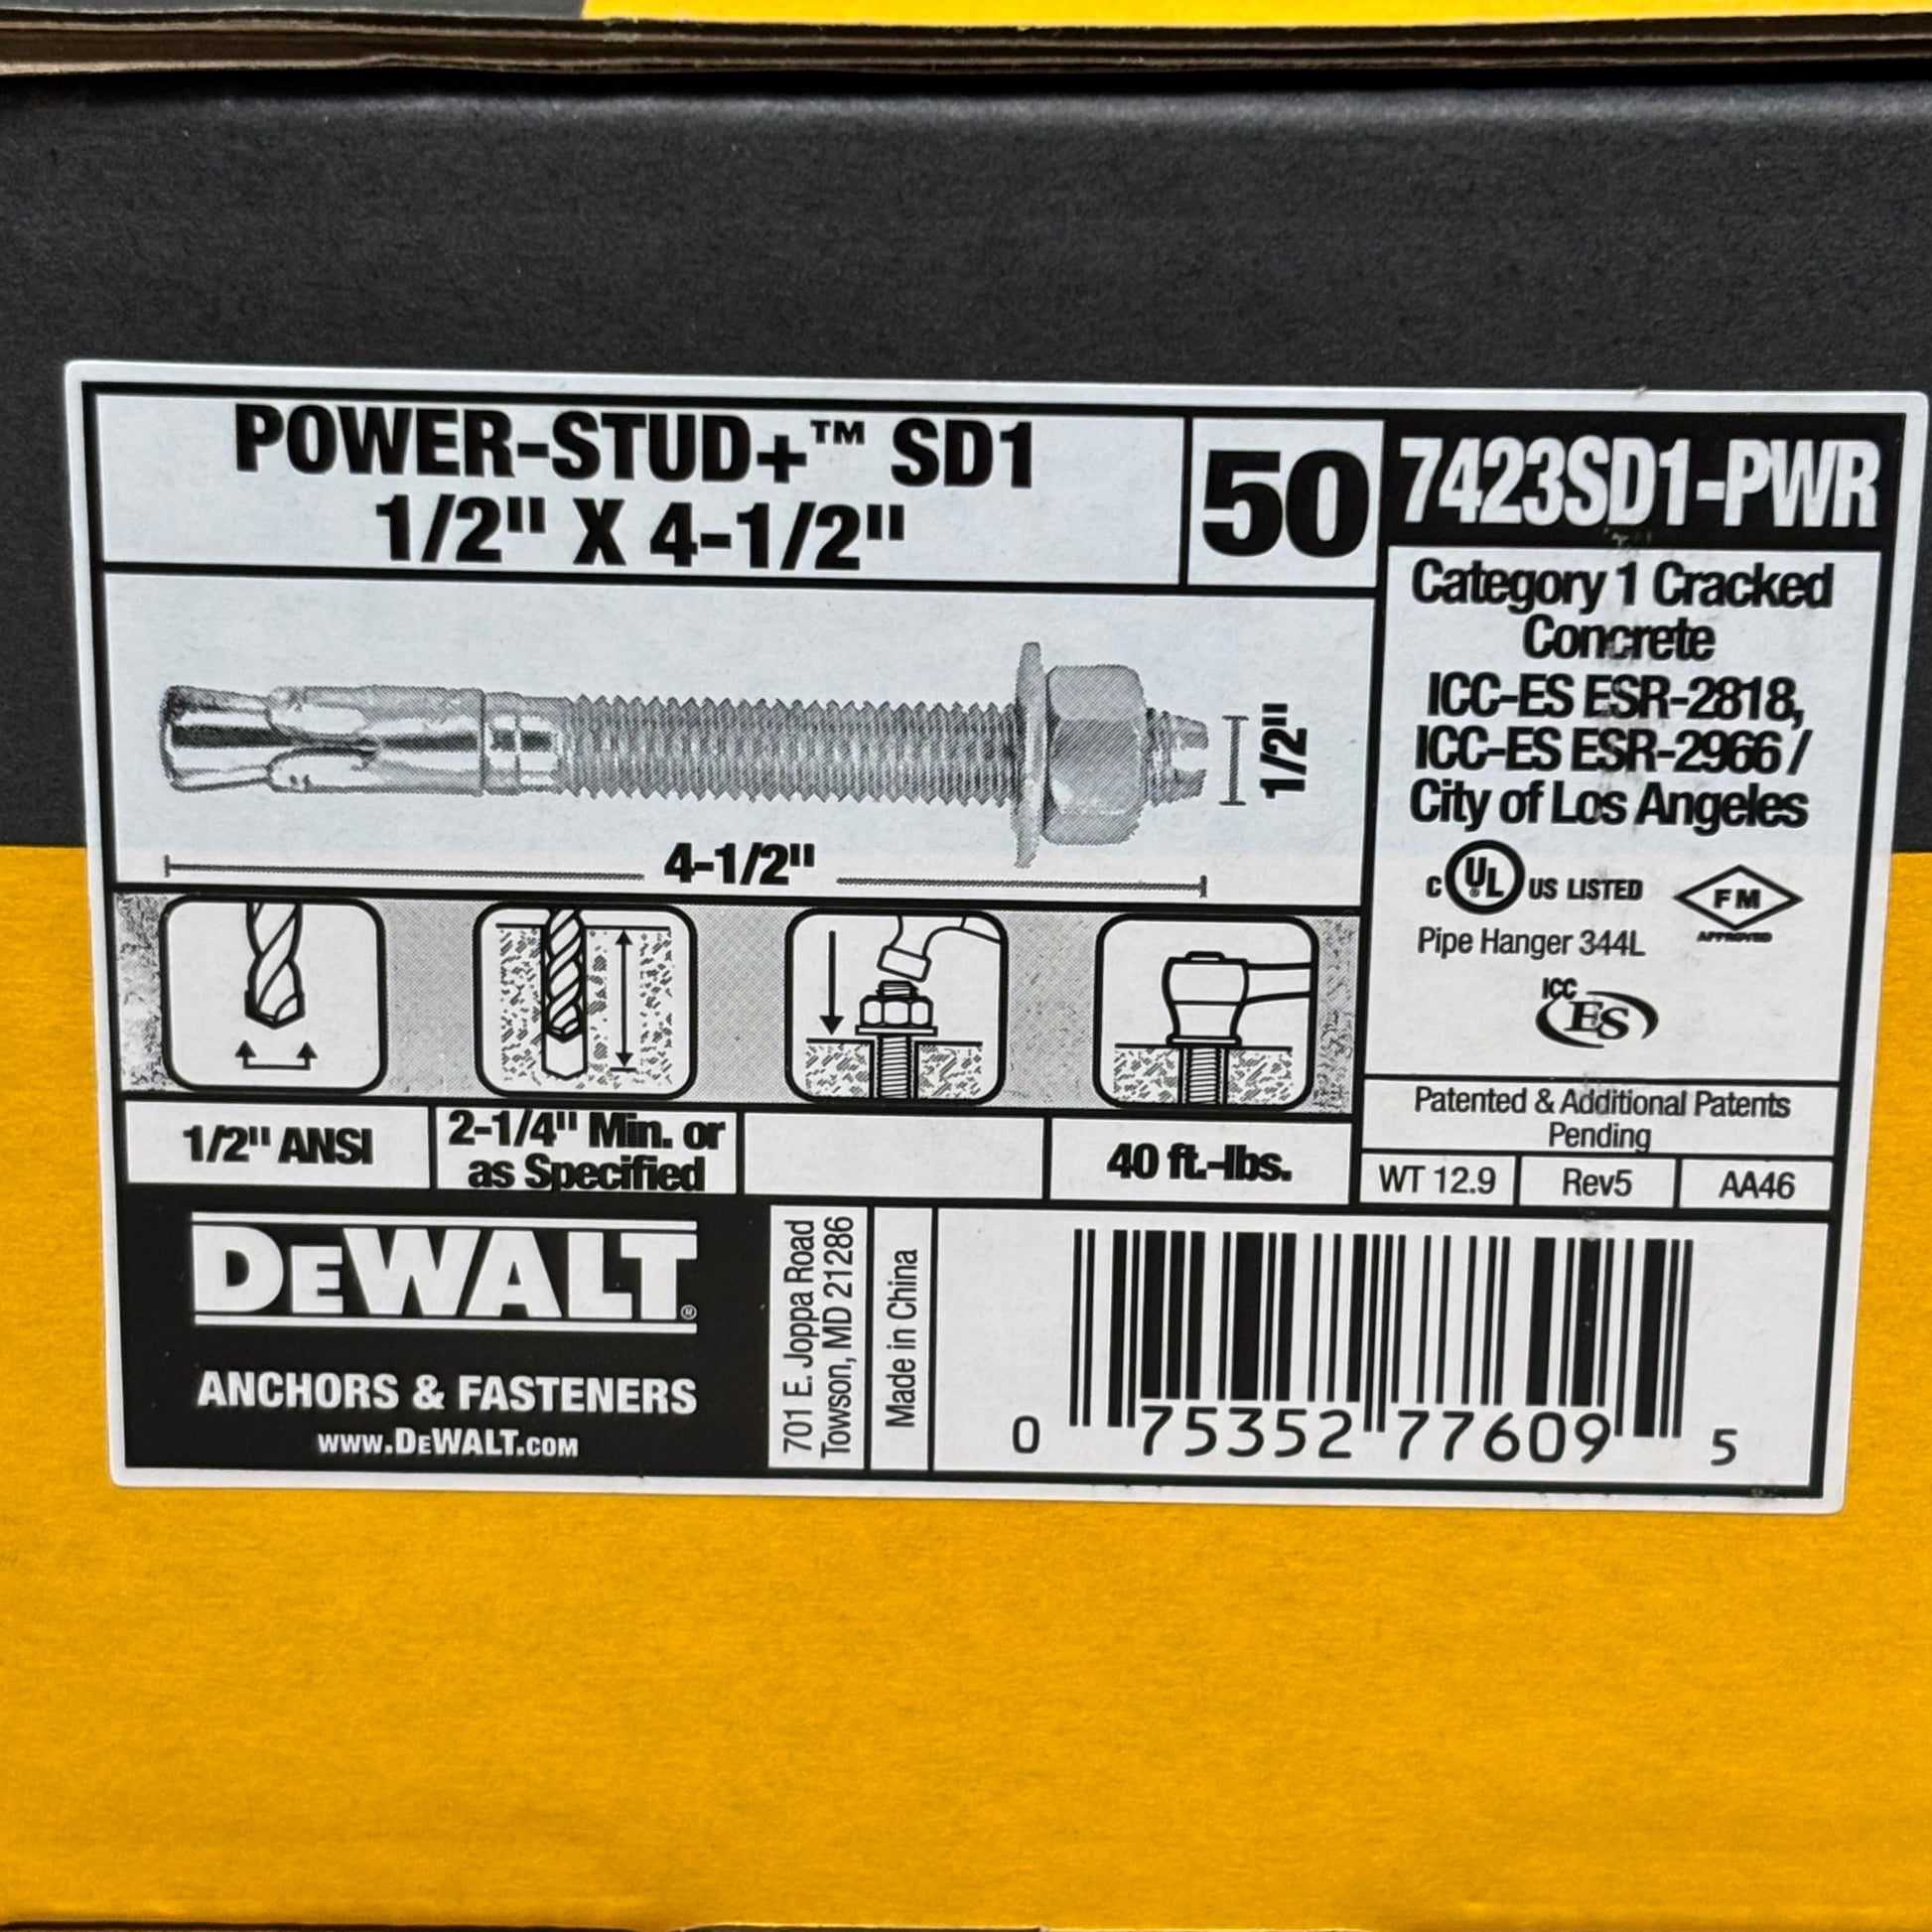 POWER-STUD+™ SD1
1/2" X 4-1/2"
50
7423SD1-PWR
Category 1 Cracked
Concrete
ICC-ES ESR-2818,
ICC-ES ESR-2966 /
City of Los Angeles
C UL® US LISTED
FM
APPROVED
Pipe Hanger 344L
ICC
ES
1/2"
4-1/2"
1/2" ANSI
2-1/4" Min. or
as Specified
40 ft.-lbs.
Patented & Additional Patents
Pending
WT 12.9
Rev5
AA46
DEWALT®
ANCHORS & FASTENERS
WWW.DEWALT.COM
701 E. Joppa Road
Towson, MD 21286
Made in China
0 75352 77609 5